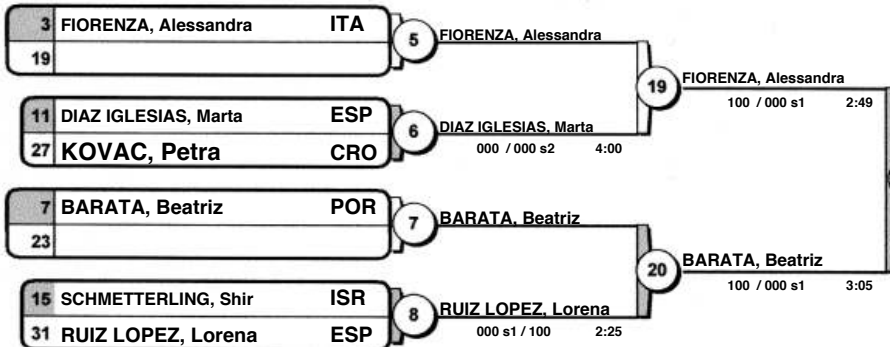 3 FIORENZA, Alessandra ITA
19
5
FIORENZA, Alessandra
11 DIAZ IGLESIAS, Marta ESP
27 KOVAC, Petra CRO
6
DIAZ IGLESIAS, Marta
000 / 000 s2 4:00
19
FIORENZA, Alessandra
100 / 000 s1 2:49
7 BARATA, Beatriz POR
23
7
BARATA, Beatriz
15 SCHMETTERLING, Shir ISR
31 RUIZ LOPEZ, Lorena ESP
8
RUIZ LOPEZ, Lorena
000 s1 / 100 2:25
20
BARATA, Beatriz
100 / 000 s1 3:05